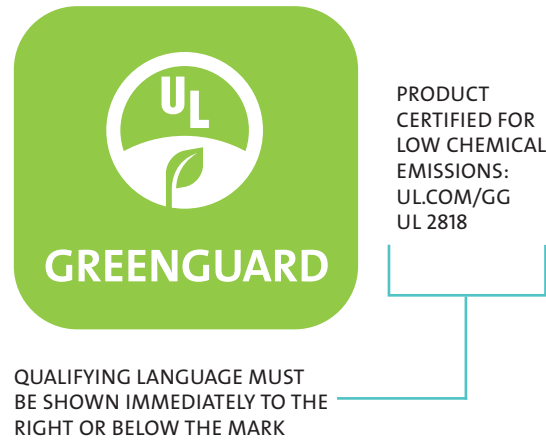 UL
GREENGUARD
PRODUCT
CERTIFIED FOR
LOW CHEMICAL
EMISSIONS:
UL.COM/GG
UL 2818
QUALIFYING LANGUAGE MUST
BE SHOWN IMMEDIATELY TO THE
RIGHT OR BELOW THE MARK